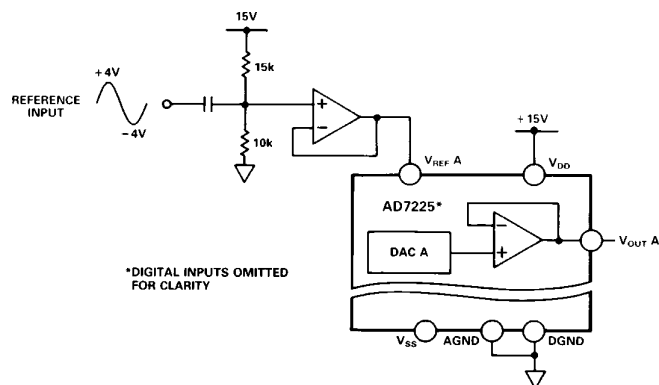 15V
15k
+4V
REFERENCE
INPUT
−4V
+
−
10k
+ 15V
V_REF A
V_DD
AD7225*
−
+
DAC A
V_OUT A
*DIGITAL INPUTS OMITTED
FOR CLARITY
V_SS
AGND
DGND